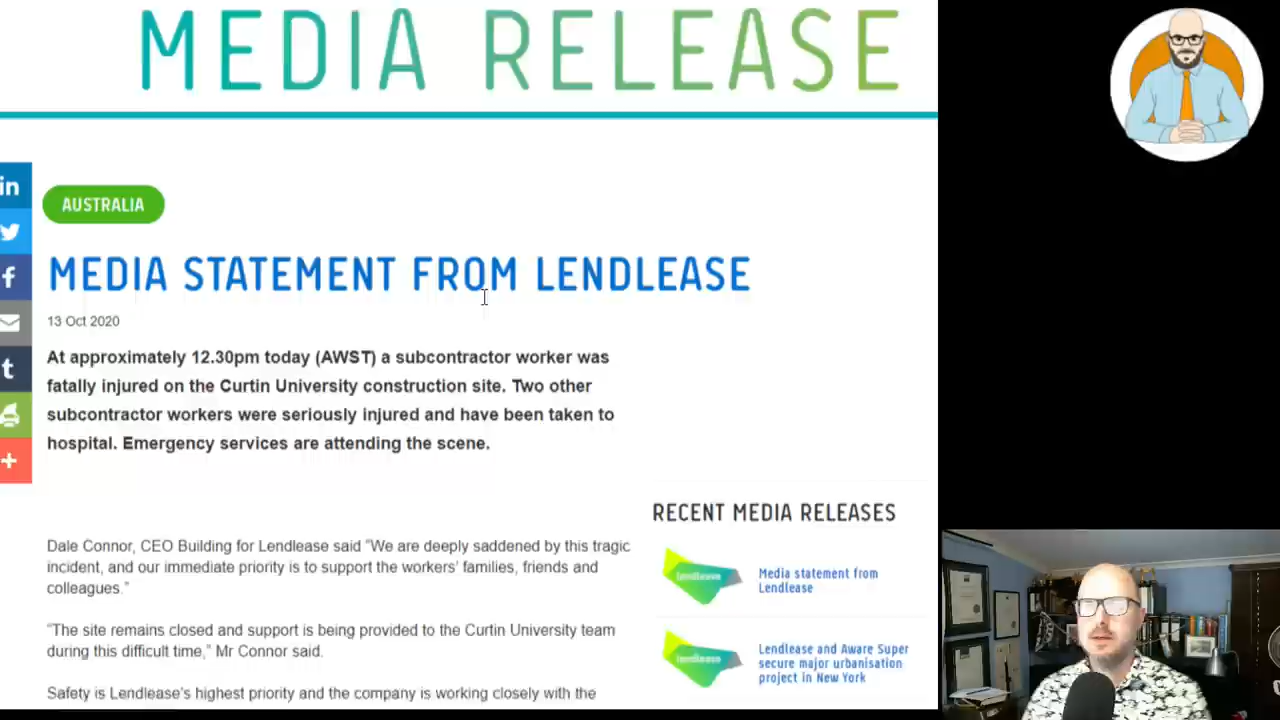 MEDIA RELEASE
in
AUSTRALIA
MEDIA STATEMENT FROM LENDLEASE
13 Oct 2020
At approximately 12.30pm today (AWST) a subcontractor worker was
fatally injured on the Curtin University construction site. Two other
subcontractor workers were seriously injured and have been taken to
hospital. Emergency services are attending the scene.
Dale Connor, CEO Building for Lendlease said “We are deeply saddened by this tragic
incident, and our immediate priority is to support the workers’ families, friends and
colleagues.”
“The site remains closed and support is being provided to the Curtin University team
during this difficult time,” Mr Connor said.
Safety is Lendlease’s highest priority and the company is working closely with the
RECENT MEDIA RELEASES
lendlease
Media statement from
Lendlease
lendlease
Lendlease and Aware Super
secure major urbanisation
project in New York